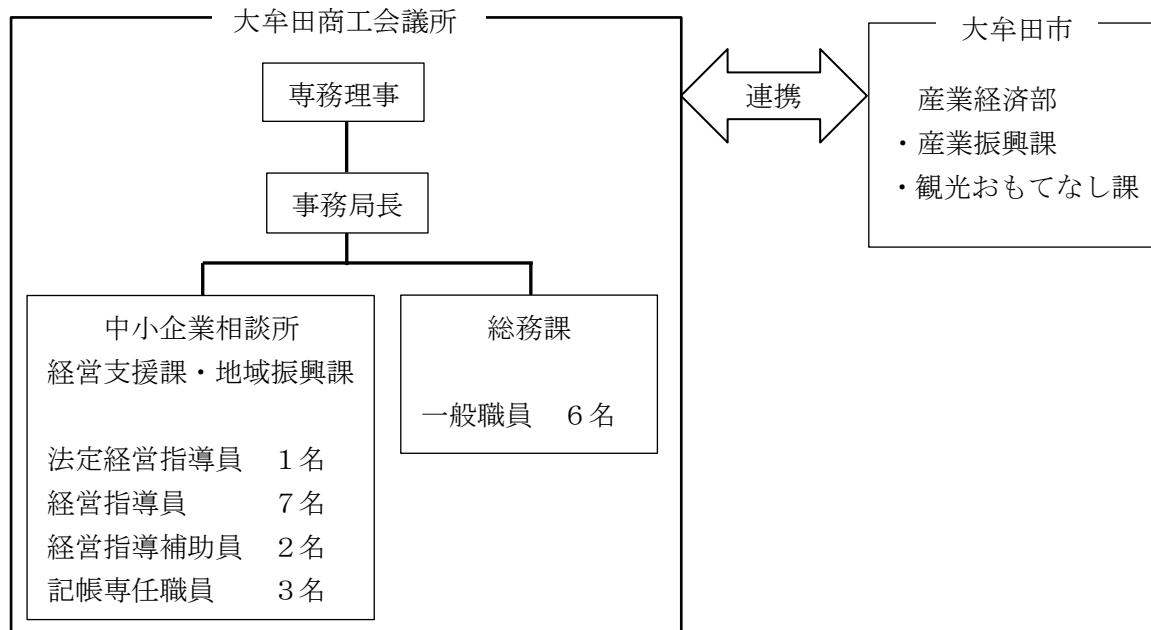 大牟田商工会議所
専務理事
事務局長
中小企業相談所
経営支援課・地域振興課
法定経営指導員　１名
経営指導員　　　７名
経営指導補助員　２名
記帳専任職員　　３名
総務課
一般職員　６名
連携
大牟田市
産業経済部
・産業振興課
・観光おもてなし課